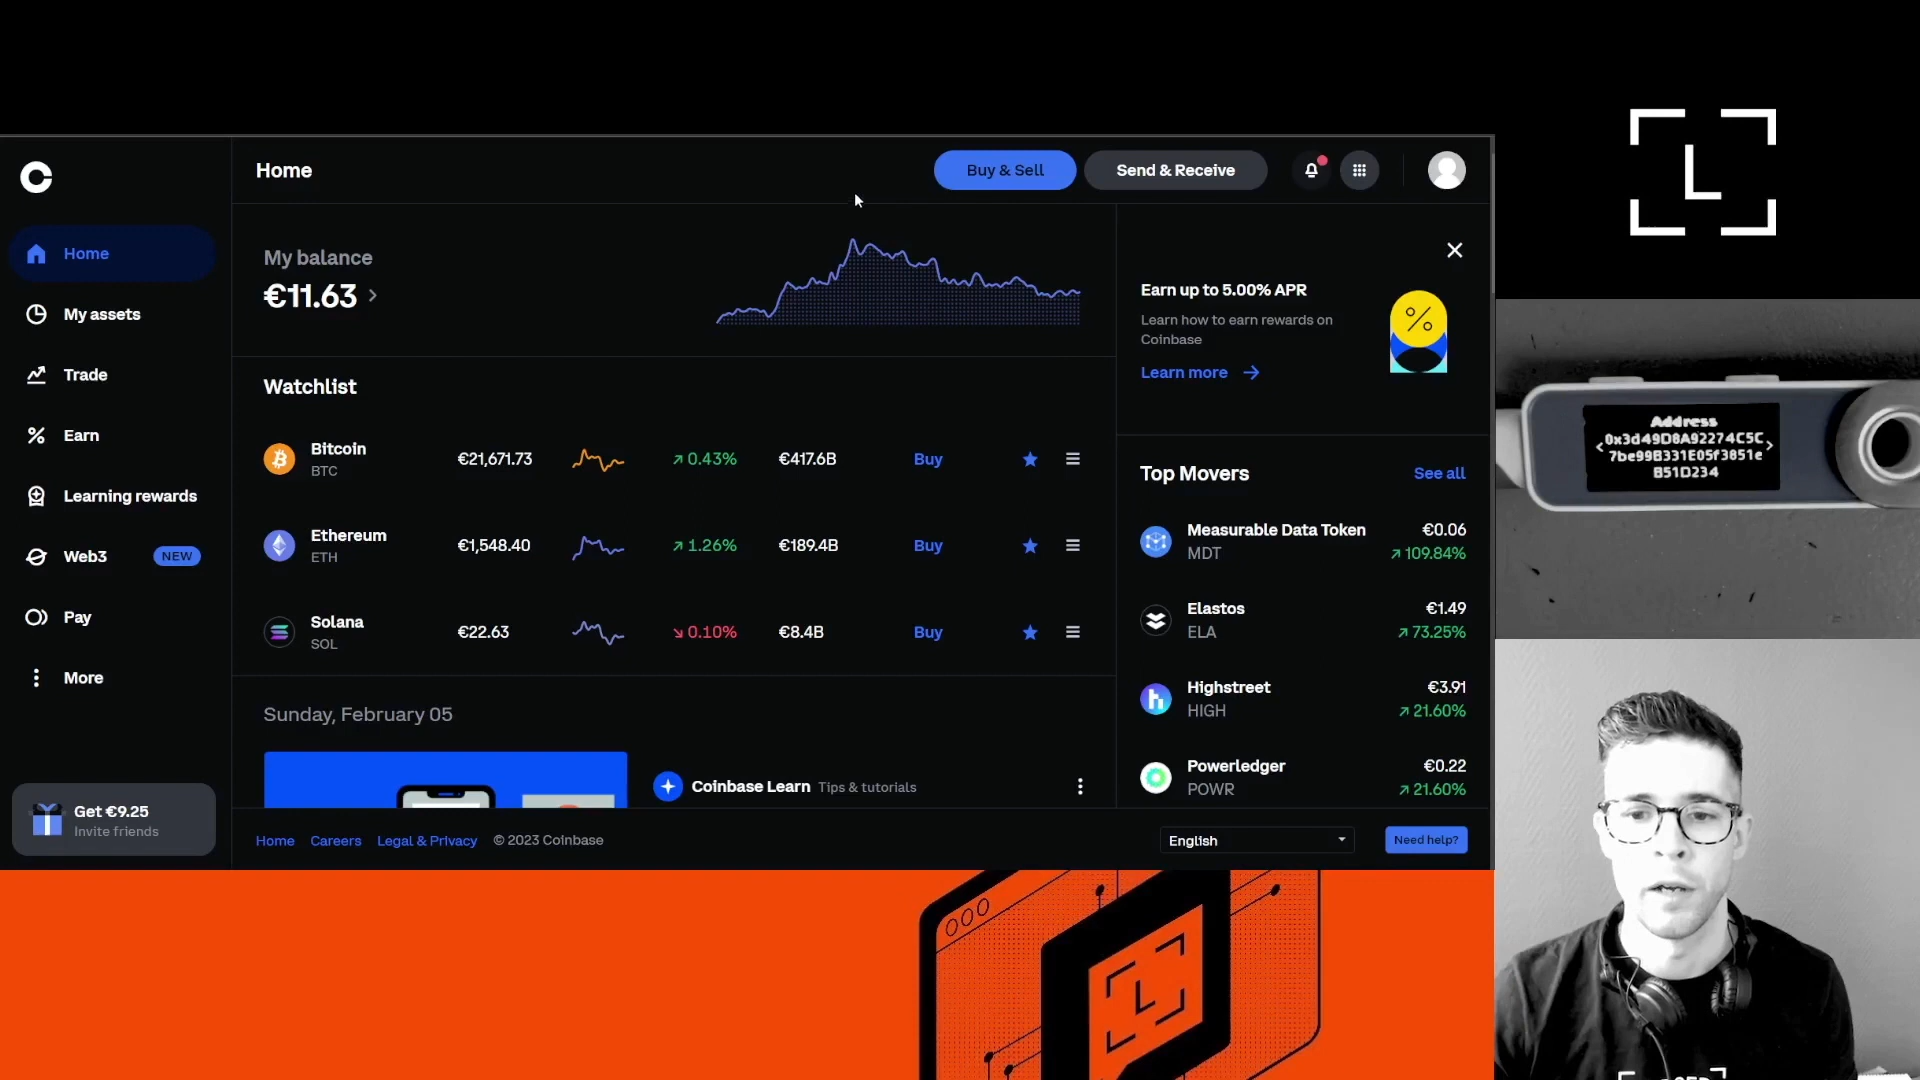 Home
Buy & Sell
Send & Receive
Home
My assets
Trade
Earn
Learning rewards
Web3
NEW
Pay
More
Get €9.25
Invite friends
My balance
€11.63
Watchlist
Bitcoin
BTC
€21,671.73
0.43%
€417.6B
Buy
Ethereum
ETH
€1,548.40
1.26%
€189.4B
Buy
Solana
SOL
€22.63
0.10%
€8.4B
Buy
Sunday, February 05
Coinbase Learn Tips & tutorials
Earn up to 5.00% APR
Learn how to earn rewards on
Coinbase
Learn more
Top Movers
See all
Measurable Data Token
MDT
€0.06
109.84%
Elastos
ELA
€1.49
73.25%
Highstreet
HIGH
€3.91
21.60%
Powerledger
POWR
€0.22
21.60%
Home
Careers
Legal & Privacy
© 2023 Coinbase
English
Need help?
Address
0x3d49D8A92274C5C
7be99B331E05f3851e
B51D234
L